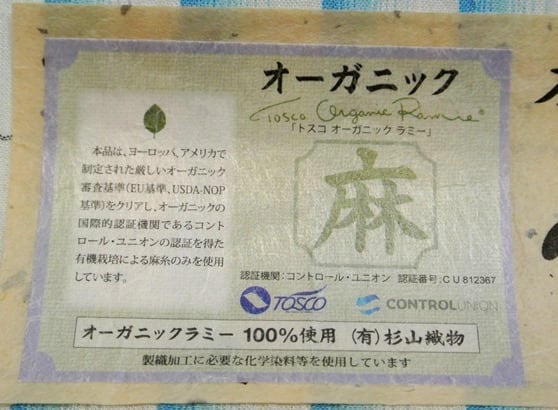 オーガニック
Tosco Organic Ramie®
「トスコ オーガニック ラミー」
本品は、ヨーロッパ、アメリカで
制定された厳しいオーガニック
審査基準(EU基準、USDA-NOP
基準)をクリアし、オーガニックの
国際的認証機関であるコント
ロール・ユニオンの認証を得た
有機栽培による麻糸のみを使用
しています。
麻
認証機関:コントロール・ユニオン 認証番号:CU812367
TOSCO
CONTROLUNION
オーガニックラミー 100%使用 (有)杉山織物
製織加工に必要な化学染料等を使用しています